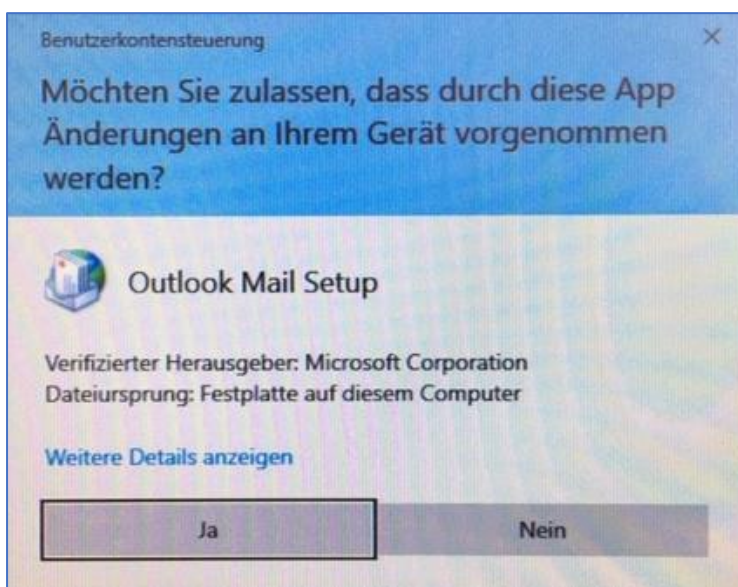 Benutzerkontensteuerung
Möchten Sie zulassen, dass durch diese App
Änderungen an Ihrem Gerät vorgenommen
werden?
Outlook Mail Setup
Verifizierter Herausgeber: Microsoft Corporation
Dateiursprung: Festplatte auf diesem Computer
Weitere Details anzeigen
Ja
Nein